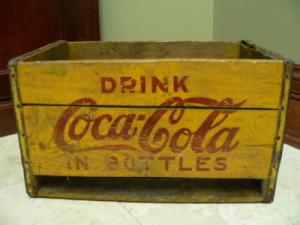 DRINK
Coca-Cola
IN BOTTLES